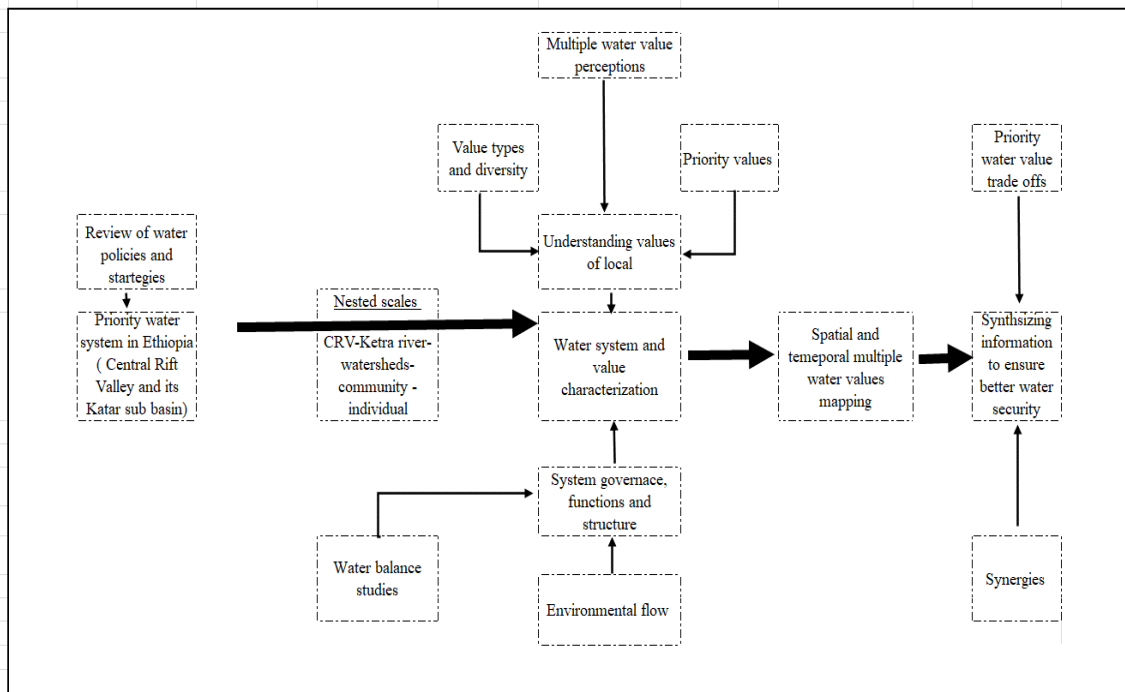 Multiple water value
perceptions
Value types
and diversity
Priority values
Priority
water value
trade offs
Review of water
policies and
startegies
Understanding values
of local
Priority water
system in Ethiopia
( Central Rift
Valley and its
Katar sub basin)
Nested scales
CRV-Ketra river-
watersheds-
community -
individual
Water system and
value
characterization
Spatial and
temeporal multiple
water values
mapping
Synthsizing
information
to ensure
better water
security
System governace,
functions and
structure
Water balance
studies
Environmental flow
Synergies